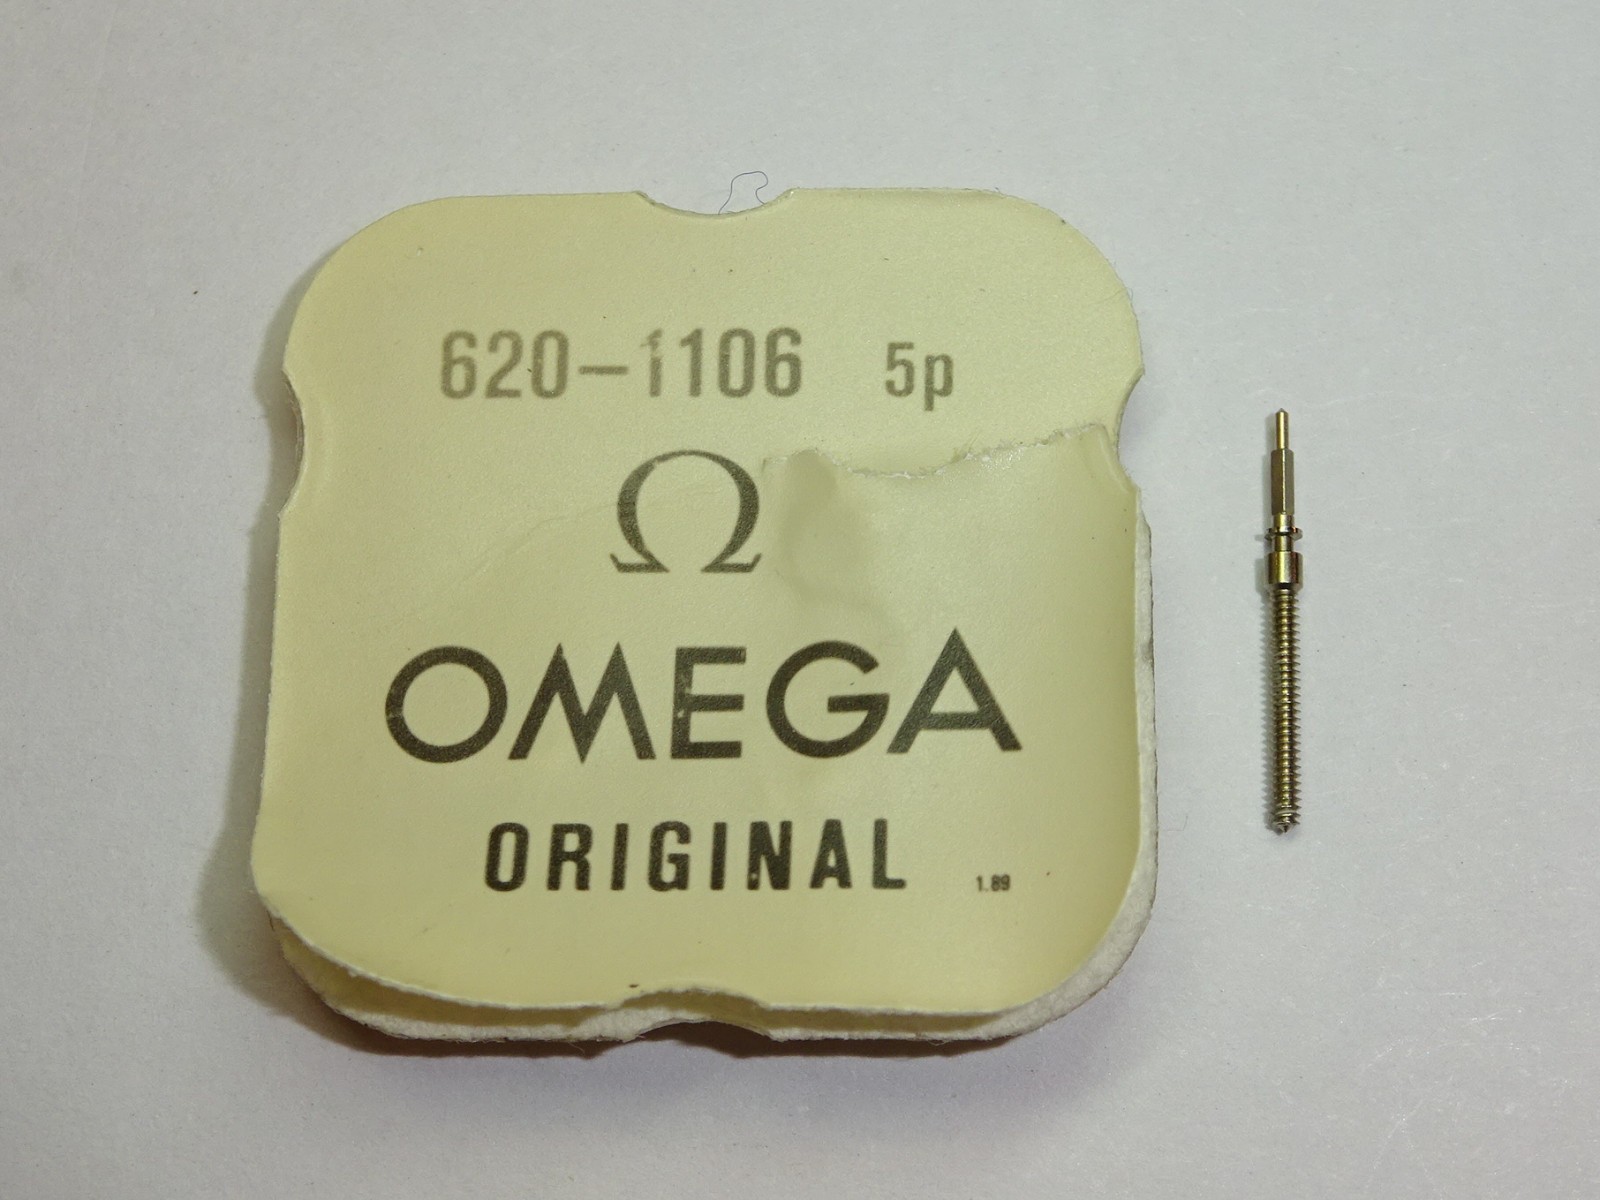 620-1106 5p
Ω
OMEGA
ORIGINAL
1.89